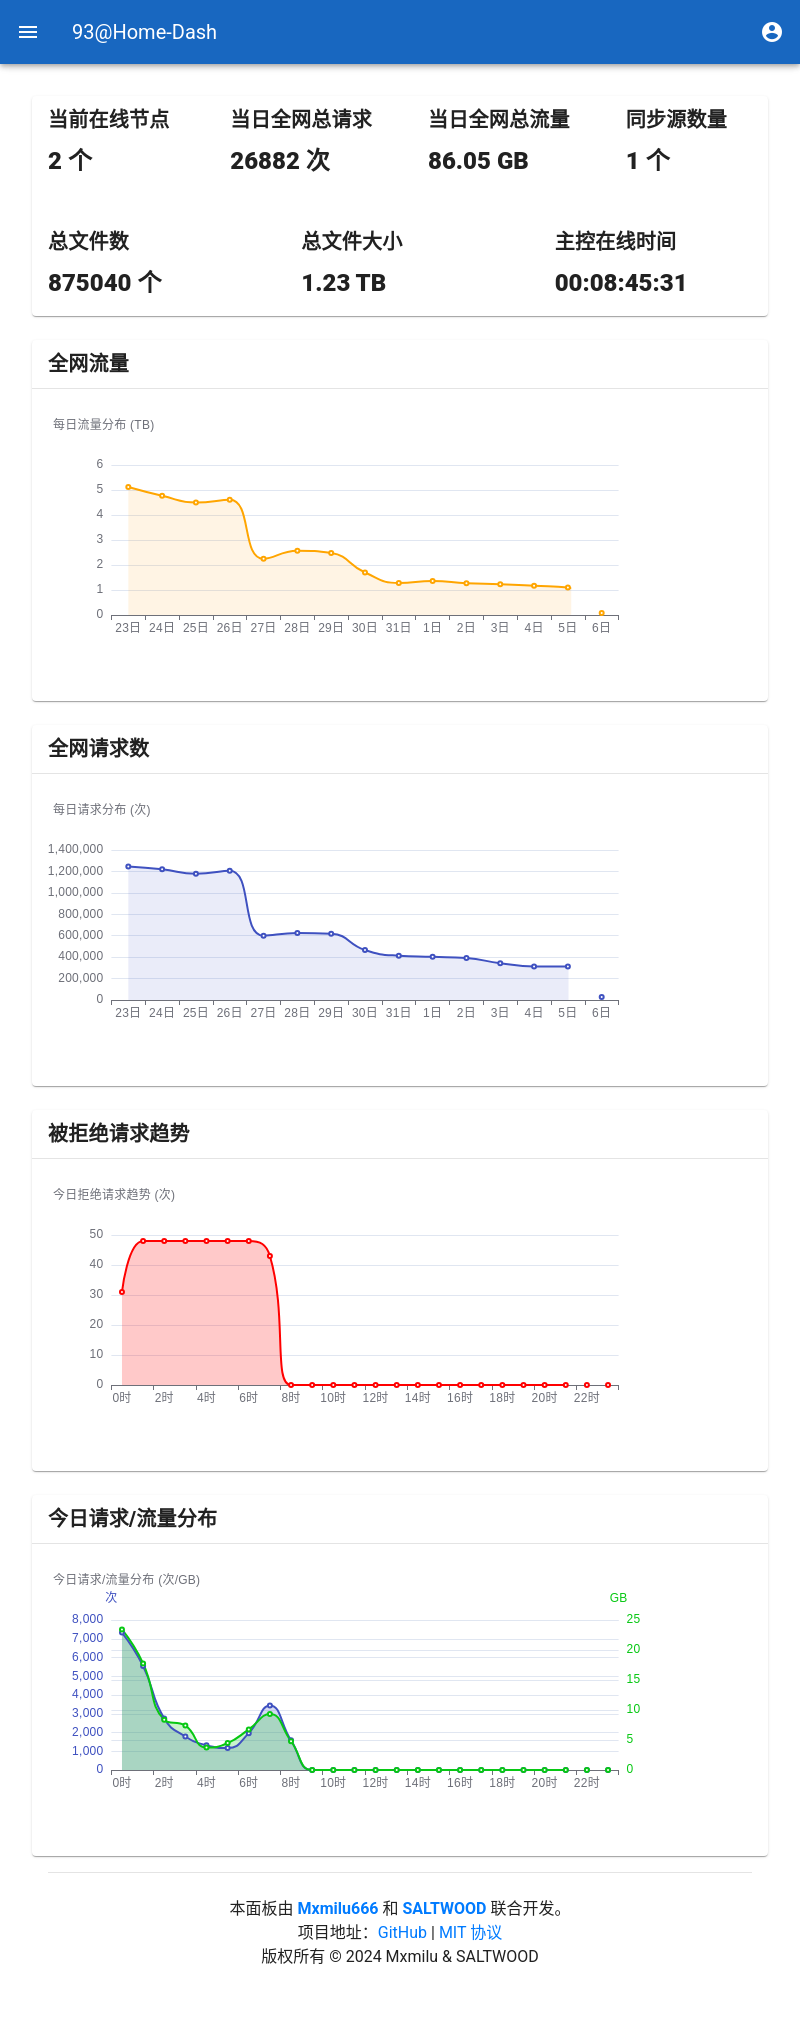 93@Home-Dash
当前在线节点 当日全网总请求 当日全网总流量 同步源数量
2 个 26882 次 86.05 GB 1 个
总文件数 总文件大小 主控在线时间
875040 个 1.23 TB 00:08:45:31
全网流量
每日流量分布 (TB)
6
5
4
3
2
1
0
23日 24日 25日 26日 27日 28日 29日 30日 31日 1日 2日 3日 4日 5日 6日
全网请求数
每日请求分布 (次)
1,400,000
1,200,000
1,000,000
800,000
600,000
400,000
200,000
0
23日 24日 25日 26日 27日 28日 29日 30日 31日 1日 2日 3日 4日 5日 6日
被拒绝请求趋势
今日拒绝请求趋势 (次)
50
40
30
20
10
0
0时 2时 4时 6时 8时 10时 12时 14时 16时 18时 20时 22时
今日请求/流量分布
今日请求/流量分布 (次/GB)
次 GB
8,000 25
7,000
6,000 20
5,000 15
4,000
3,000 10
2,000 5
1,000
0 0
0时 2时 4时 6时 8时 10时 12时 14时 16时 18时 20时 22时
本面板由 Mxmilu666 和 SALTWOOD 联合开发。
项目地址：GitHub | MIT 协议
版权所有 © 2024 Mxmilu & SALTWOOD